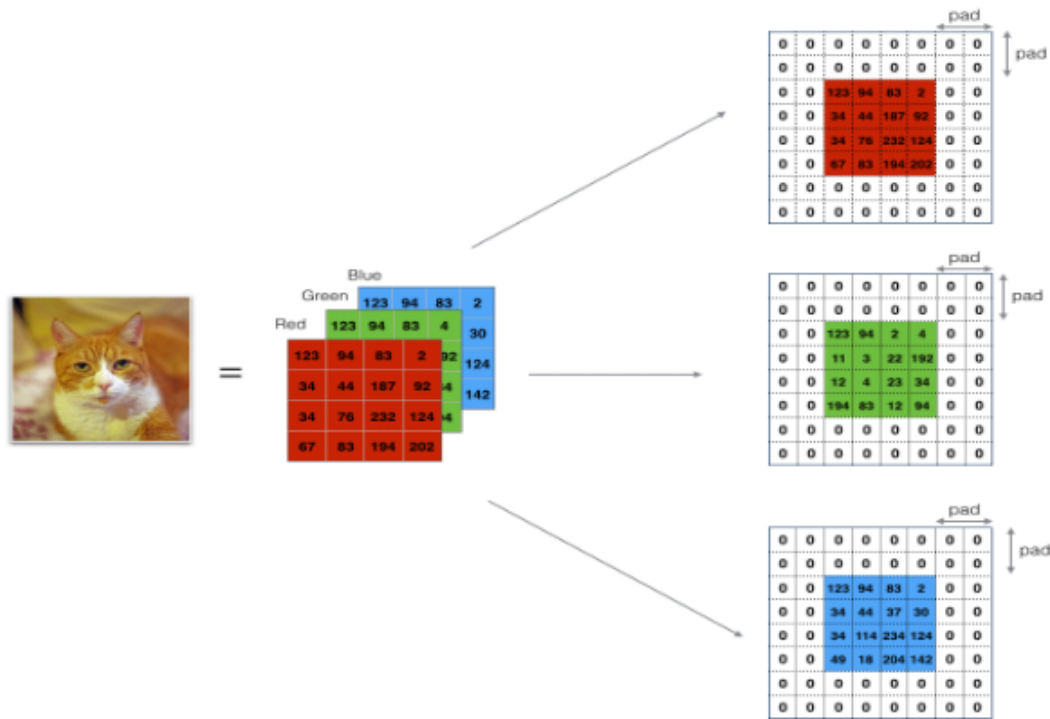 Blue
123 94 83 2
30
124
142
Green
123 94 83 4
92
Red
123 94 83 2
34 44 187 92
34 76 232 124
67 83 194 202
=
pad
pad
0 0 0 0 0 0 0 0
0 0 0 0 0 0 0 0
0 0 123 94 83 2 0 0
0 0 34 44 187 92 0 0
0 0 34 76 232 124 0 0
0 0 67 83 194 202 0 0
0 0 0 0 0 0 0 0
0 0 0 0 0 0 0 0
pad
pad
0 0 0 0 0 0 0 0
0 0 0 0 0 0 0 0
0 0 123 94 2 4 0 0
0 0 11 3 22 192 0 0
0 0 12 4 23 34 0 0
0 0 194 83 12 94 0 0
0 0 0 0 0 0 0 0
0 0 0 0 0 0 0 0
pad
pad
0 0 0 0 0 0 0 0
0 0 0 0 0 0 0 0
0 0 123 94 83 2 0 0
0 0 34 44 37 30 0 0
0 0 34 114 234 124 0 0
0 0 49 18 204 142 0 0
0 0 0 0 0 0 0 0
0 0 0 0 0 0 0 0